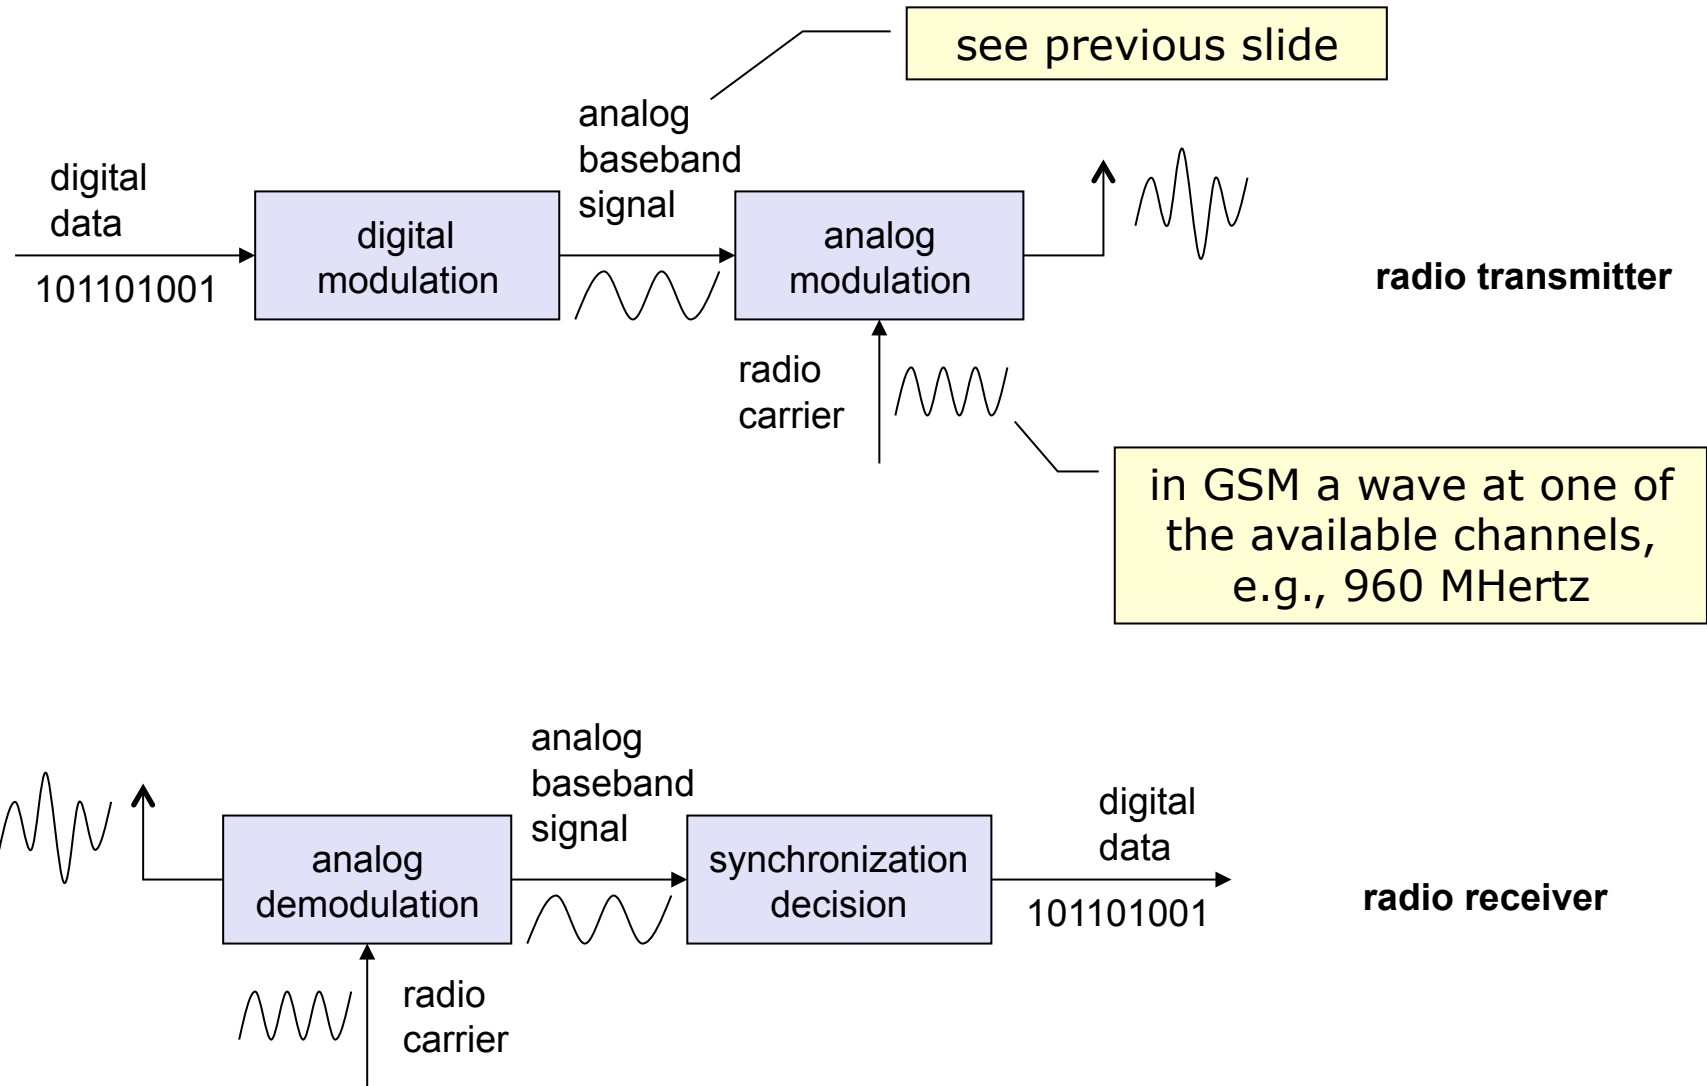 see previous slide
analog
baseband
signal
digital
data
101101001
digital
modulation
analog
modulation
radio transmitter
radio
carrier
in GSM a wave at one of
the available channels,
e.g., 960 MHertz
analog
baseband
signal
analog
demodulation
synchronization
decision
digital
data
101101001
radio receiver
radio
carrier